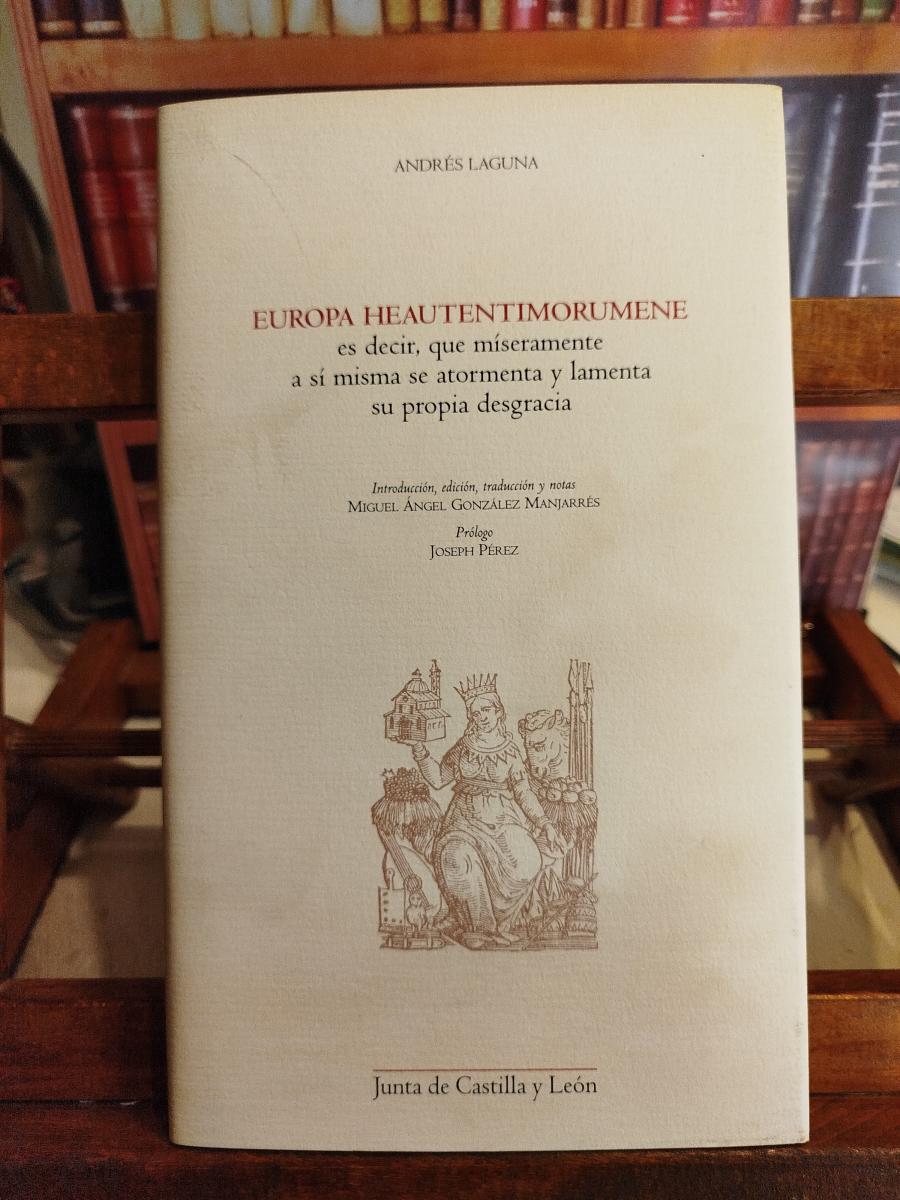 ANDRÉS LAGUNA
EUROPA HEAUTENTIMORUMENE
es decir, que míseramente
a sí misma se atormenta y lamenta
su propia desgracia
Introducción, edición, traducción y notas
MIGUEL ÁNGEL GONZÁLEZ MANJARRÉS
Prólogo
JOSEPH PÉREZ
Junta de Castilla y León